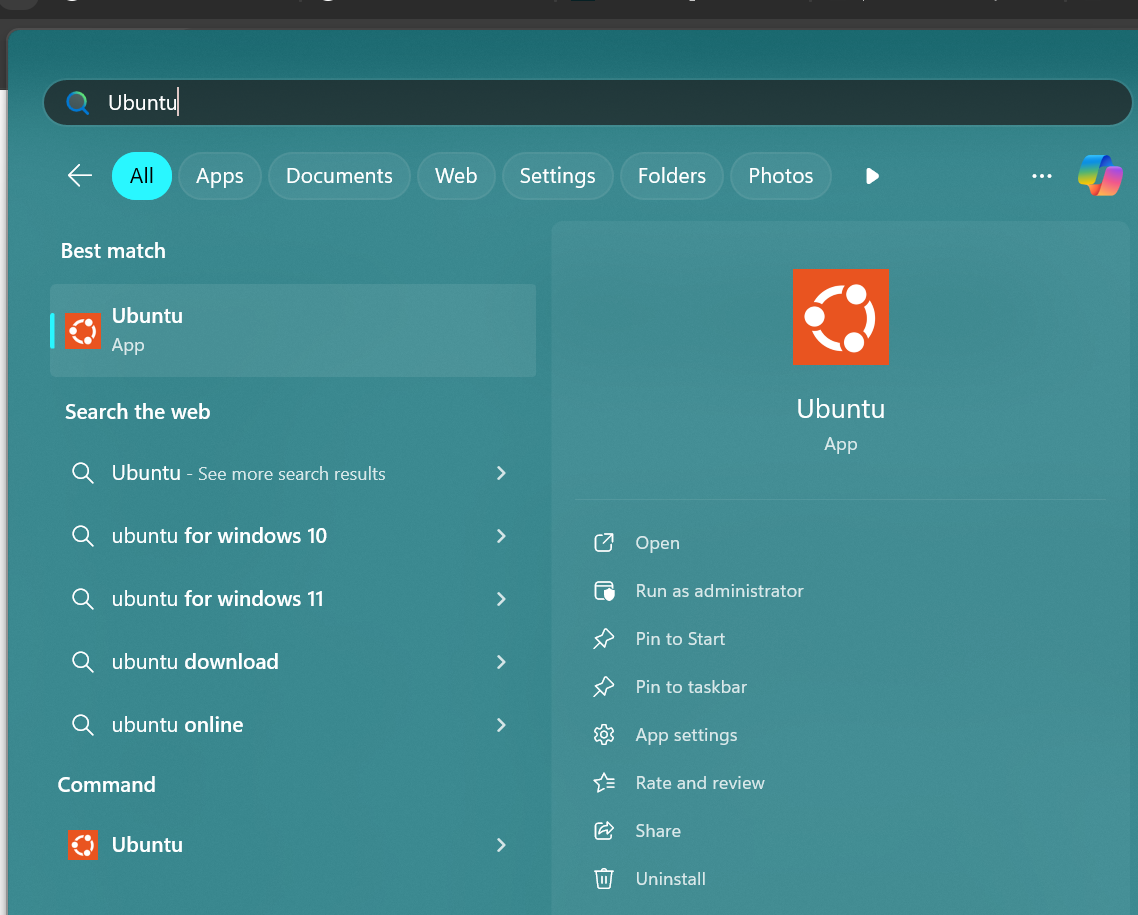 Ubuntu
All
Apps
Documents
Web
Settings
Folders
Photos
Best match
Ubuntu
App
Search the web
Ubuntu - See more search results
ubuntu for windows 10
ubuntu for windows 11
ubuntu download
ubuntu online
Command
Ubuntu
Ubuntu
App
Open
Run as administrator
Pin to Start
Pin to taskbar
App settings
Rate and review
Share
Uninstall